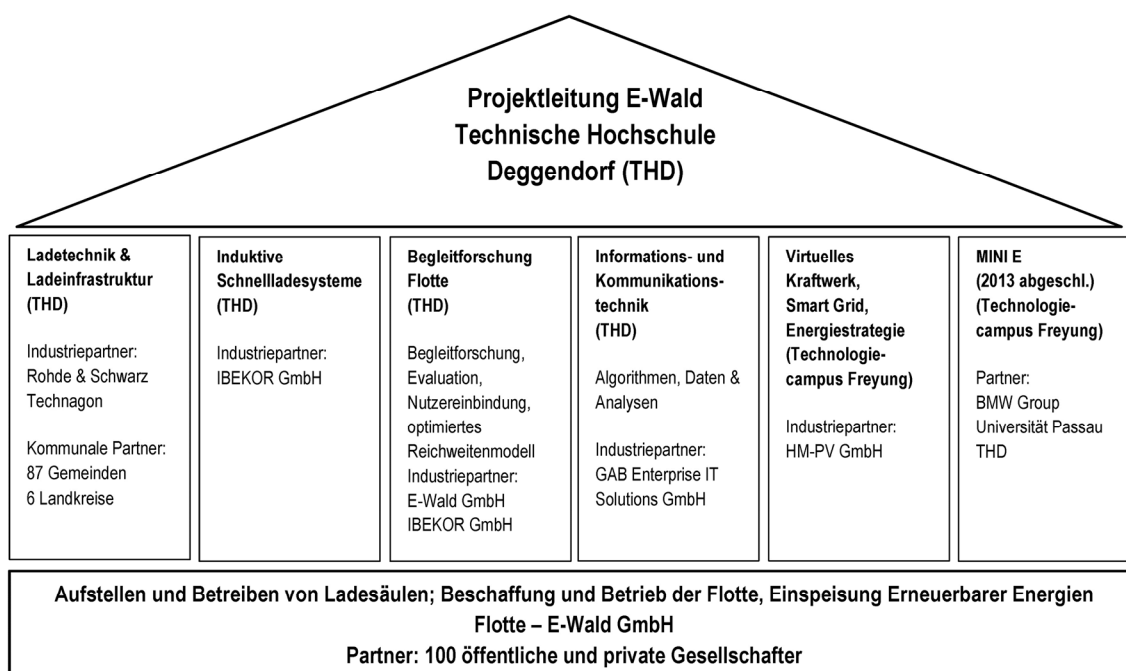 Projektleitung E-Wald
Technische Hochschule
Deggendorf (THD)
Ladetechnik &
Ladeinfrastruktur
(THD)
Industriepartner:
Rohde & Schwarz
Technagon
Kommunale Partner:
87 Gemeinden
6 Landkreise
Induktive
Schnellladesysteme
(THD)
Industriepartner:
IBEKOR GmbH
Begleitforschung
Flotte
(THD)
Begleitforschung,
Evaluation,
Nutzereinbindung,
optimiertes
Reichweitenmodell
Industriepartner:
E-Wald GmbH
IBEKOR GmbH
Informations- und
Kommunikations-
technik
(THD)
Algorithmen, Daten &
Analysen
Industriepartner:
GAB Enterprise IT
Solutions GmbH
Virtuelles
Kraftwerk,
Smart Grid,
Energiestrategie
(Technologie-
campus Freyung)
Industriepartner:
HM-PV GmbH
MINI E
(2013 abgeschl.)
(Technologie-
campus Freyung)
Partner:
BMW Group
Universität Passau
THD
Aufstellen und Betreiben von Ladesäulen; Beschaffung und Betrieb der Flotte, Einspeisung Erneuerbarer Energien
Flotte – E-Wald GmbH
Partner: 100 öffentliche und private Gesellschafter